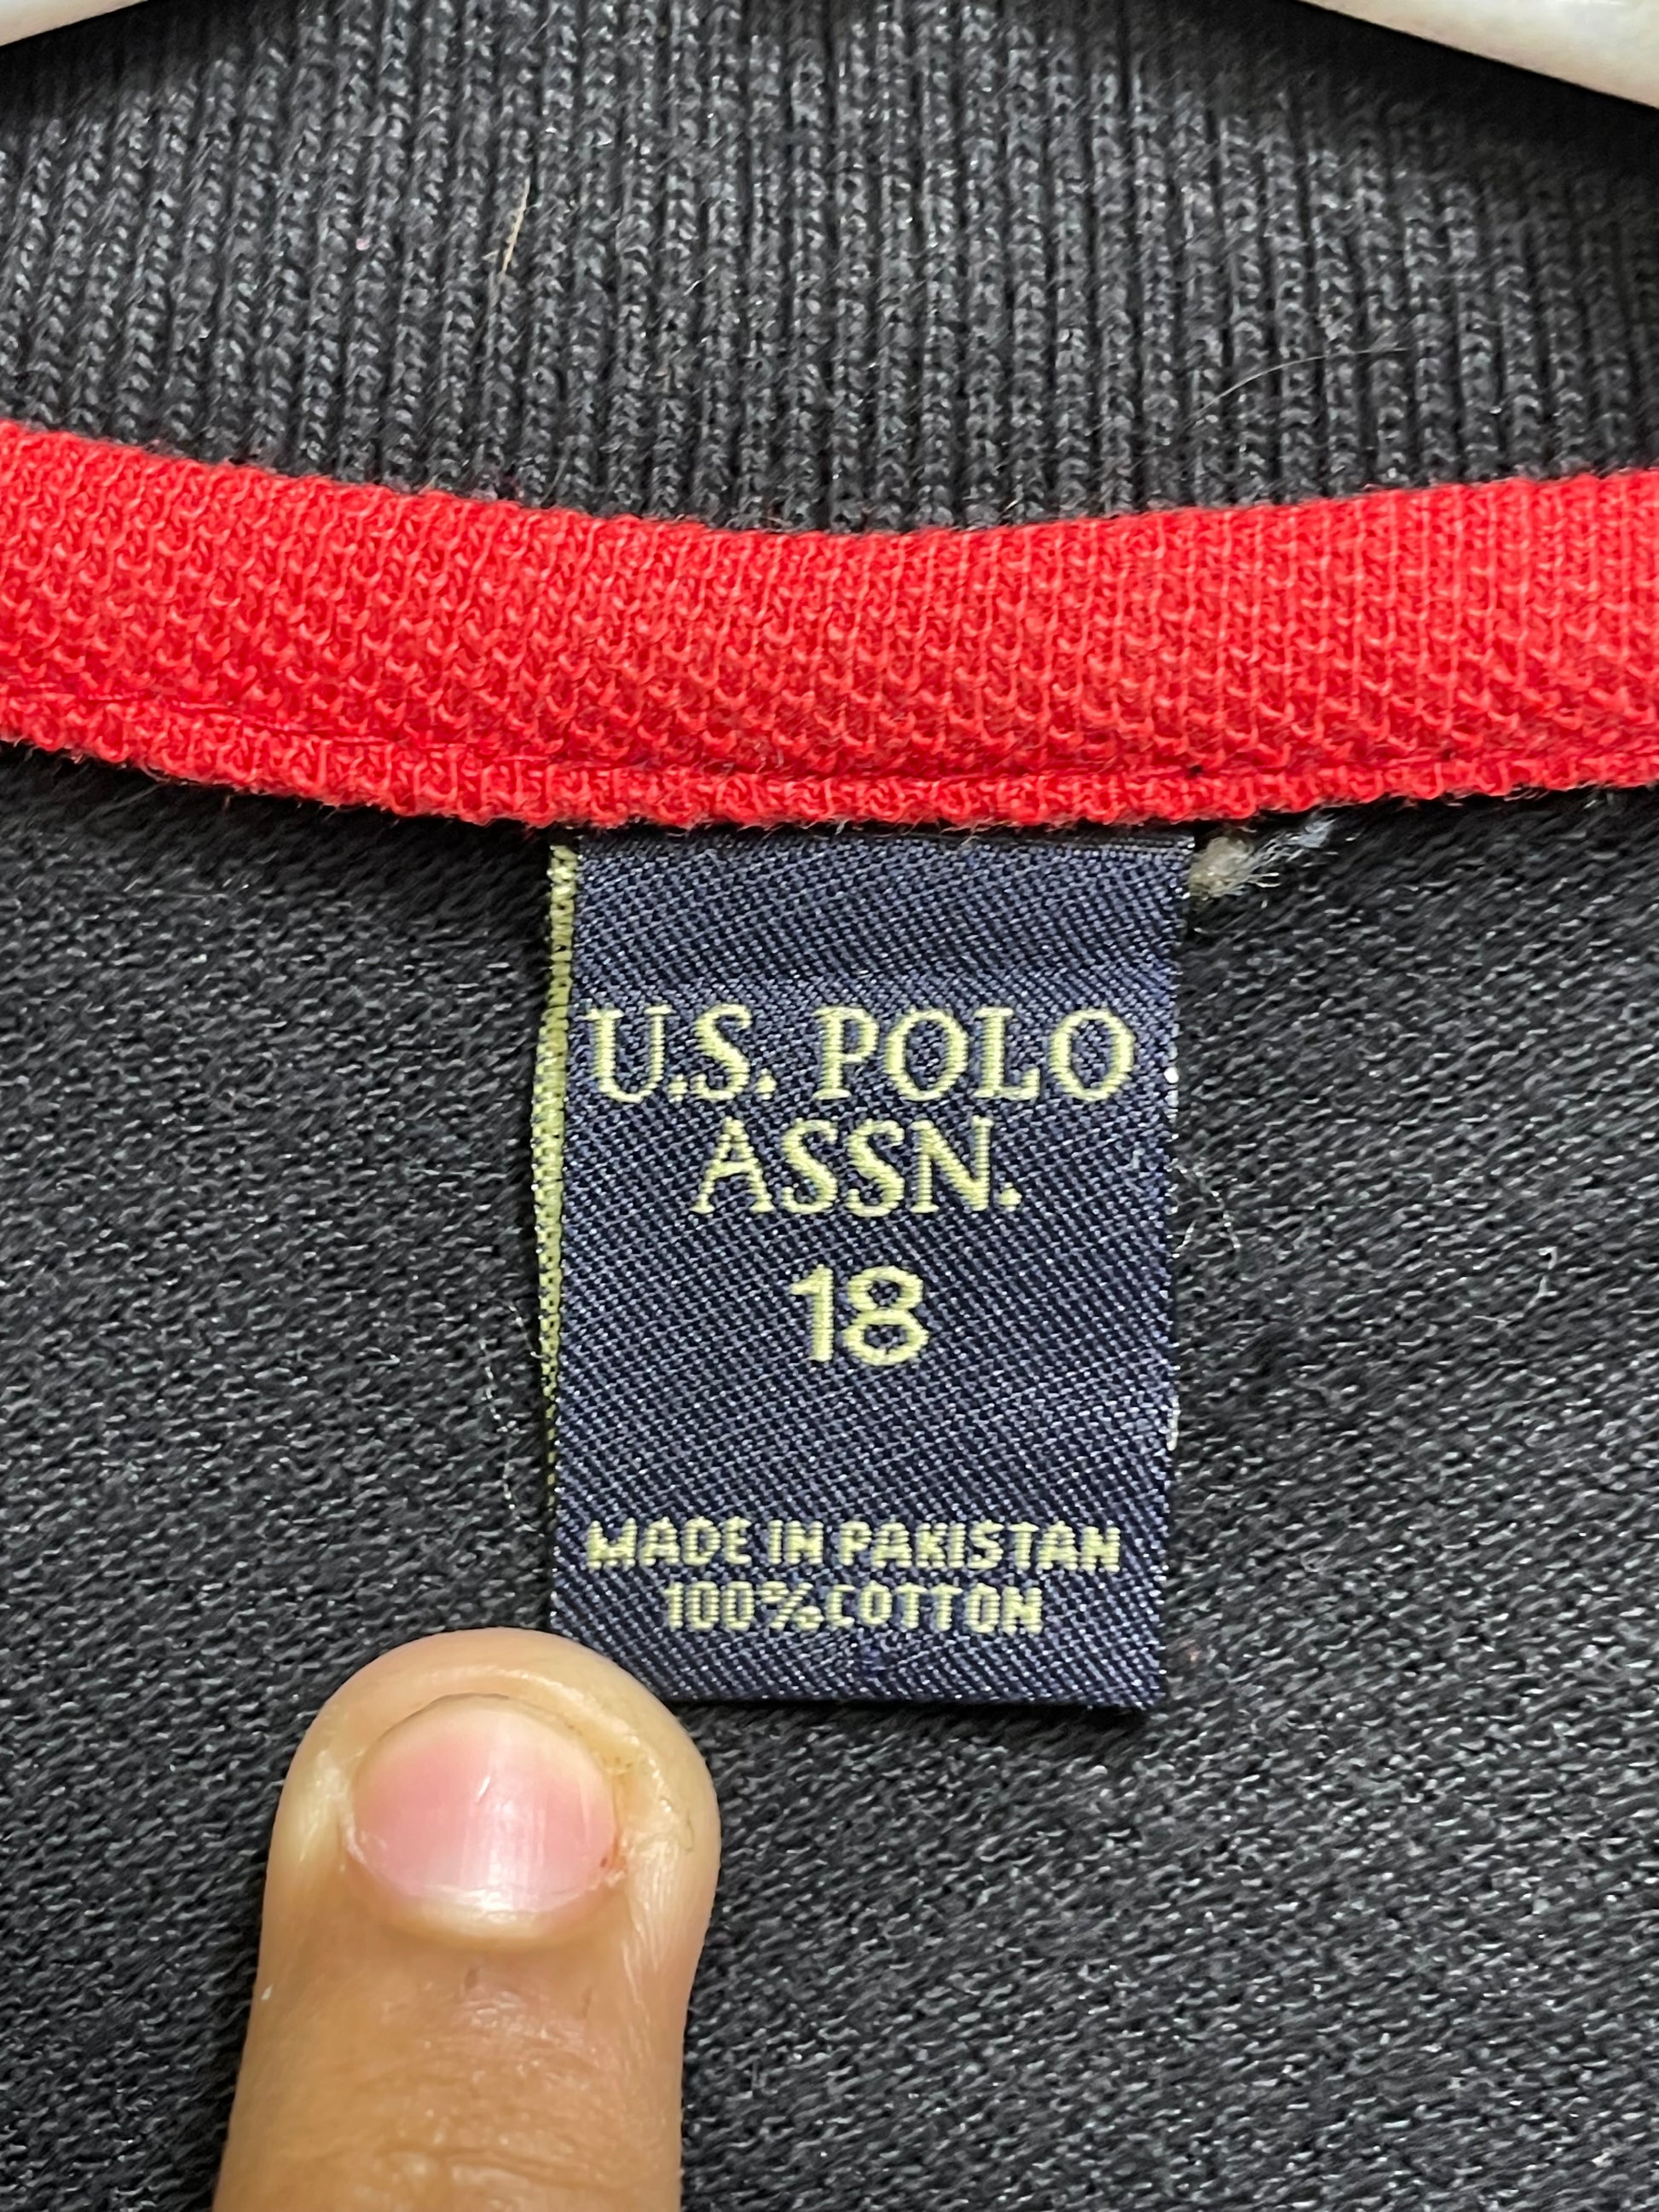 U.S. POLO
ASSN.
18
MADE IN PAKISTAN
100% COTTON